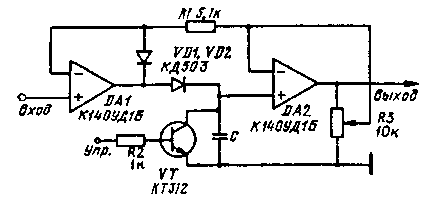 R1 5,1к
VD1, VD2
КД503
DA1
К140УД1Б
Вход
DA2
К140УД1Б
Выход
R3
10к
C
Упр.
R2
1к
VT
КТ312